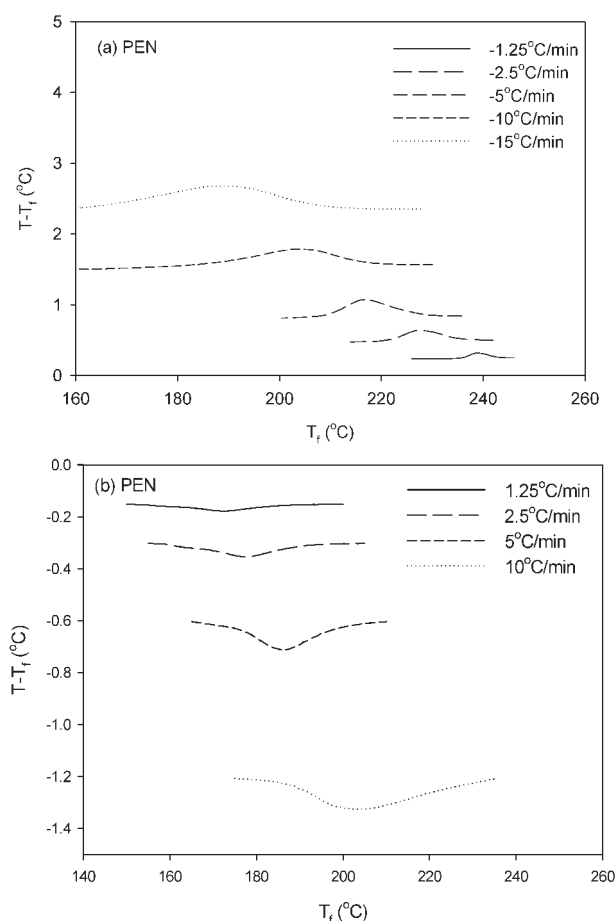 (a) PEN
-1.25°C/min
-2.5°C/min
-5°C/min
-10°C/min
-15°C/min
5
4
3
2
1
0
T-Tf (°C)
160 180 200 220 240 260
Tf (°C)
(b) PEN
1.25°C/min
2.5°C/min
5°C/min
10°C/min
0.0
-0.2
-0.4
-0.6
-0.8
-1.0
-1.2
-1.4
T-Tf (°C)
140 160 180 200 220 240 260
Tf (°C)